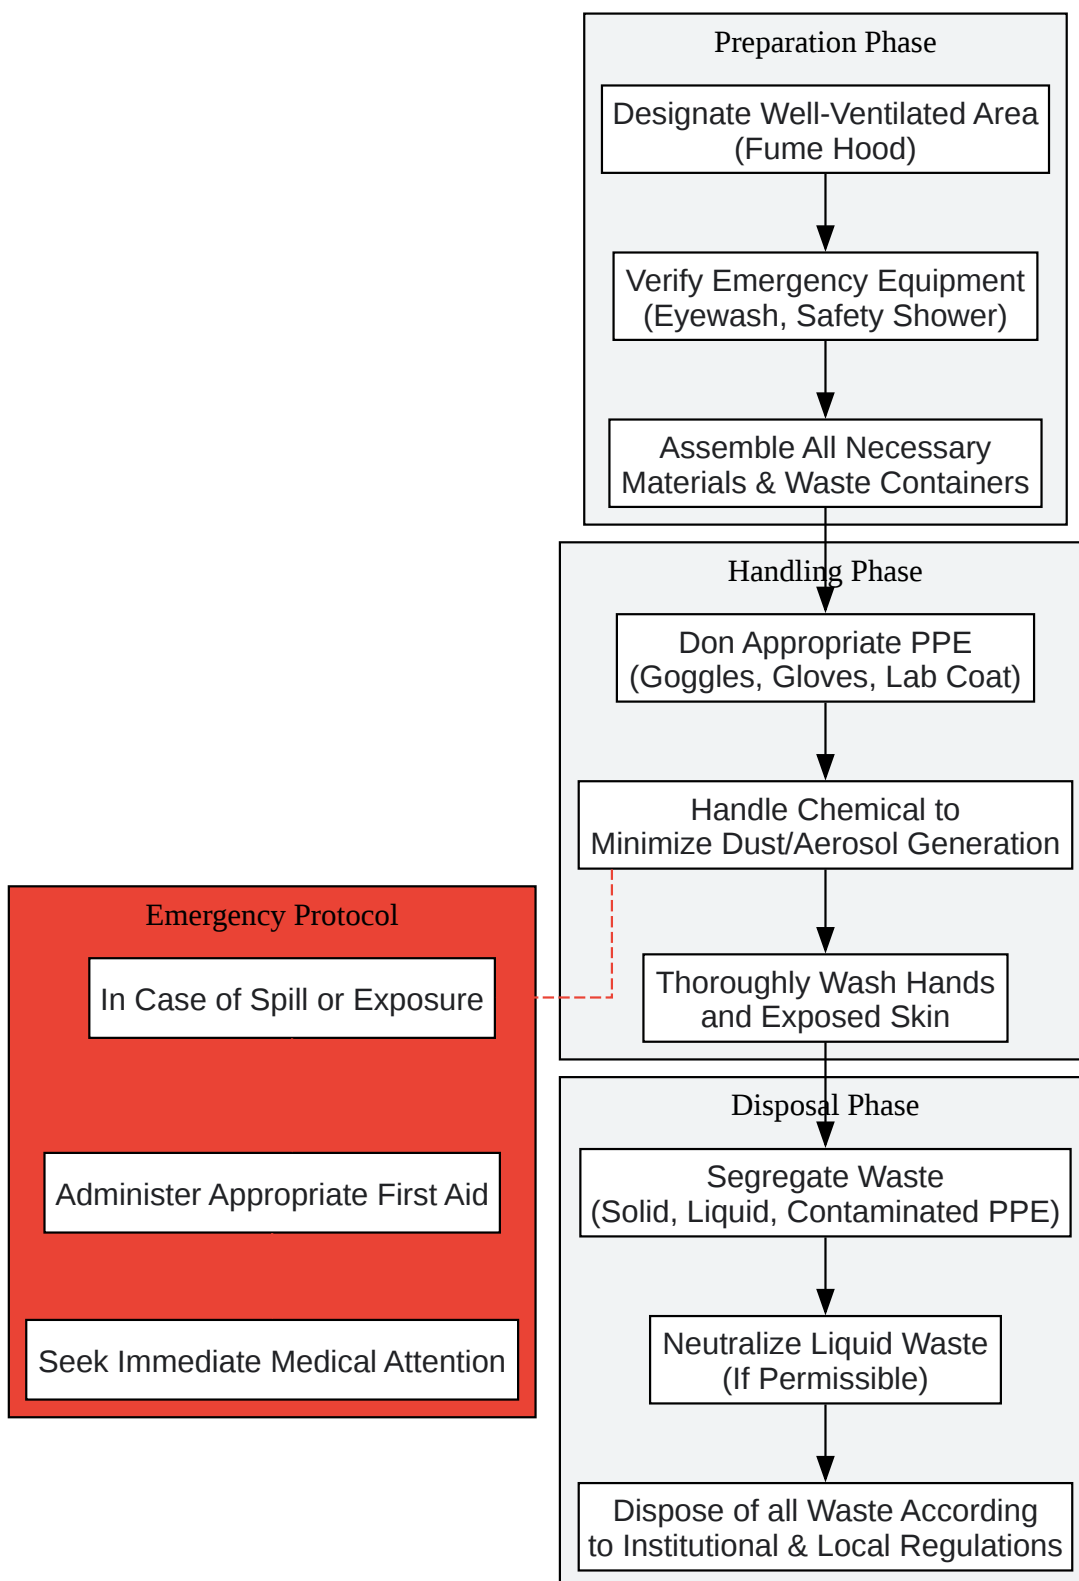 Preparation Phase
Designate Well-Ventilated Area
(Fume Hood)
Verify Emergency Equipment
(Eyewash, Safety Shower)
Assemble All Necessary
Materials & Waste Containers
Handling Phase
Don Appropriate PPE
(Goggles, Gloves, Lab Coat)
Handle Chemical to
Minimize Dust/Aerosol Generation
Thoroughly Wash Hands
and Exposed Skin
Emergency Protocol
In Case of Spill or Exposure
Administer Appropriate First Aid
Seek Immediate Medical Attention
Disposal Phase
Segregate Waste
(Solid, Liquid, Contaminated PPE)
Neutralize Liquid Waste
(If Permissible)
Dispose of all Waste According
to Institutional & Local Regulations